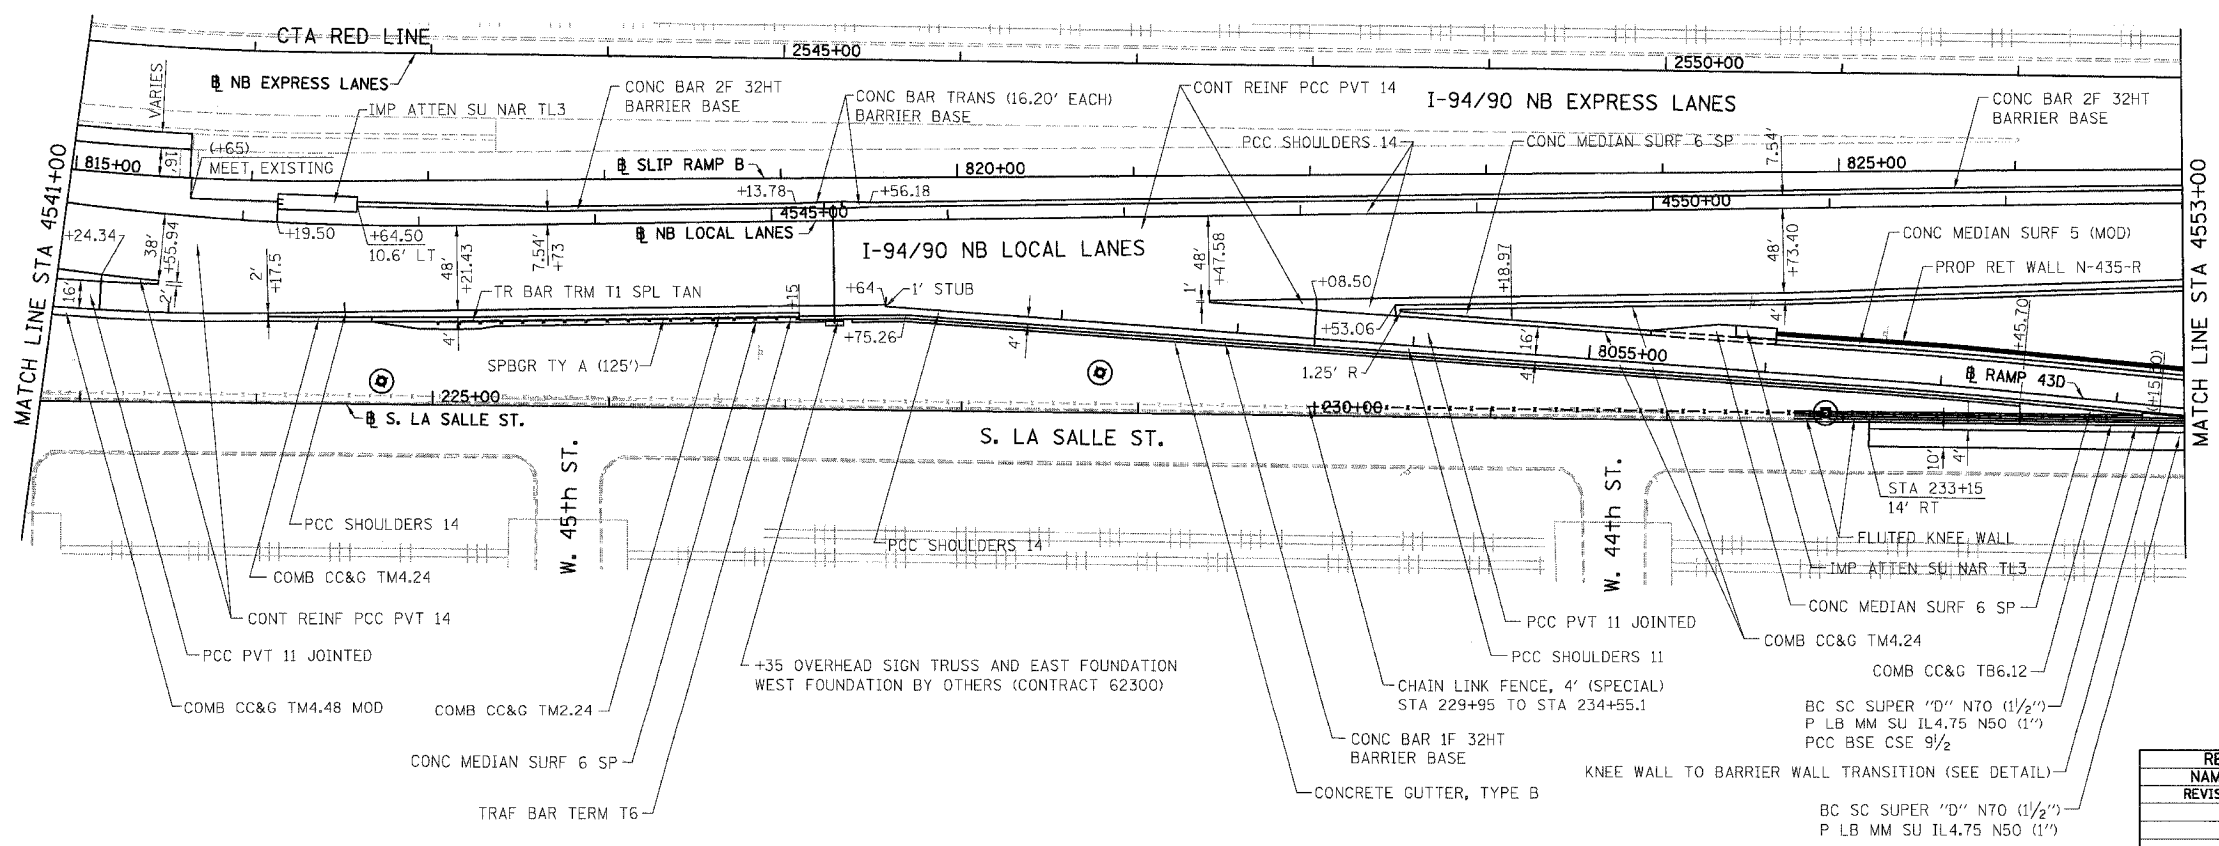 CTA RED LINE
2545+00
2550+00
VARIES
℄ NB EXPRESS LANES
CONC BAR 2F 32HT
BARRIER BASE
IMP ATTEN SU NAR TL3
CONC BAR TRANS (16.20' EACH)
BARRIER BASE
CONT REINF PCC PVT 14
I-94/90 NB EXPRESS LANES
CONC BAR 2F 32HT
BARRIER BASE
7.54'
PCC SHOULDERS 14
CONC MEDIAN SURF 6 SP
(+65)
MEET EXISTING
815+00
16'
℄ SLIP RAMP B
820+00
825+00
+13.78
+56.18
4545+00
4550+00
MATCH LINE STA 4541+00
MATCH LINE STA 4553+00
+24.34
38'
+55.94
2'
+19.50
+64.50
10.6' LT
℄ NB LOCAL LANES
I-94/90 NB LOCAL LANES
48'
+21.43
7.54'
+73
48'
+47.58
1'
+18.97
48'
+73.40
4'
CONC MEDIAN SURF 5 (MOD)
PROP RET WALL N-435-R
2'
+17.5
16'
TR BAR TRM T1 SPL TAN
+15
+64
1' STUB
+08.50
+53.06
+45.70
4'
SPBGR TY A (125')
+75.26
4'
1.25' R
16'
4'
8055+00
℄ RAMP 43D
225+00
230+00
℄ S. LA SALLE ST.
S. LA SALLE ST.
10'
4'
STA 233+15
14' RT
W. 45th ST.
W. 44th ST.
PCC SHOULDERS 14
PCC SHOULDERS 14
FLUTED KNEE WALL
COMB CC&G TM4.24
IMP ATTEN SU NAR TL3
CONT REINF PCC PVT 14
CONC MEDIAN SURF 6 SP
PCC PVT 11 JOINTED
COMB CC&G TM4.24
PCC PVT 11 JOINTED
PCC SHOULDERS 11
+35 OVERHEAD SIGN TRUSS AND EAST FOUNDATION
WEST FOUNDATION BY OTHERS (CONTRACT 62300)
COMB CC&G TB6.12
CHAIN LINK FENCE, 4' (SPECIAL)
STA 229+95 TO STA 234+55.1
COMB CC&G TM4.48 MOD
COMB CC&G TM2.24
BC SC SUPER "D" N70 (1½")
P LB MM SU IL4.75 N50 (1")
PCC BSE CSE 9½
CONC BAR 1F 32HT
BARRIER BASE
CONC MEDIAN SURF 6 SP
KNEE WALL TO BARRIER WALL TRANSITION (SEE DETAIL)
CONCRETE GUTTER, TYPE B
TRAF BAR TERM T6
BC SC SUPER "D" N70 (1½")
P LB MM SU IL4.75 N50 (1")